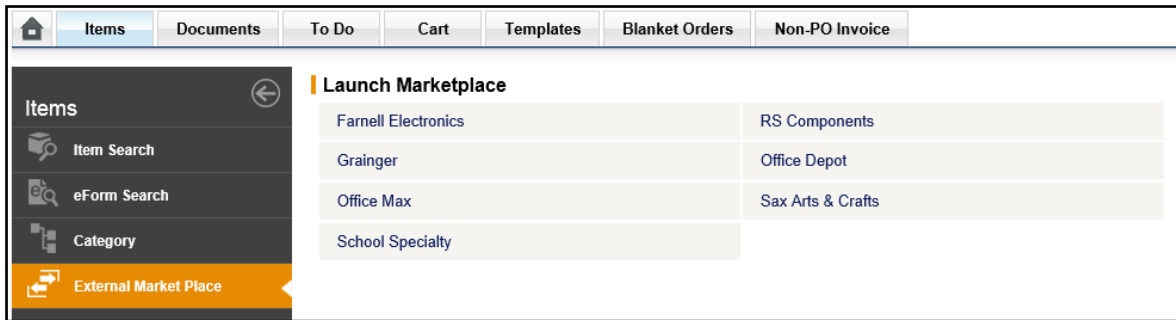 Items Documents To Do Cart Templates Blanket Orders Non-PO Invoice
Items
Item Search
eForm Search
Category
External Market Place
Launch Marketplace
Farnell Electronics RS Components
Grainger Office Depot
Office Max Sax Arts & Crafts
School Specialty